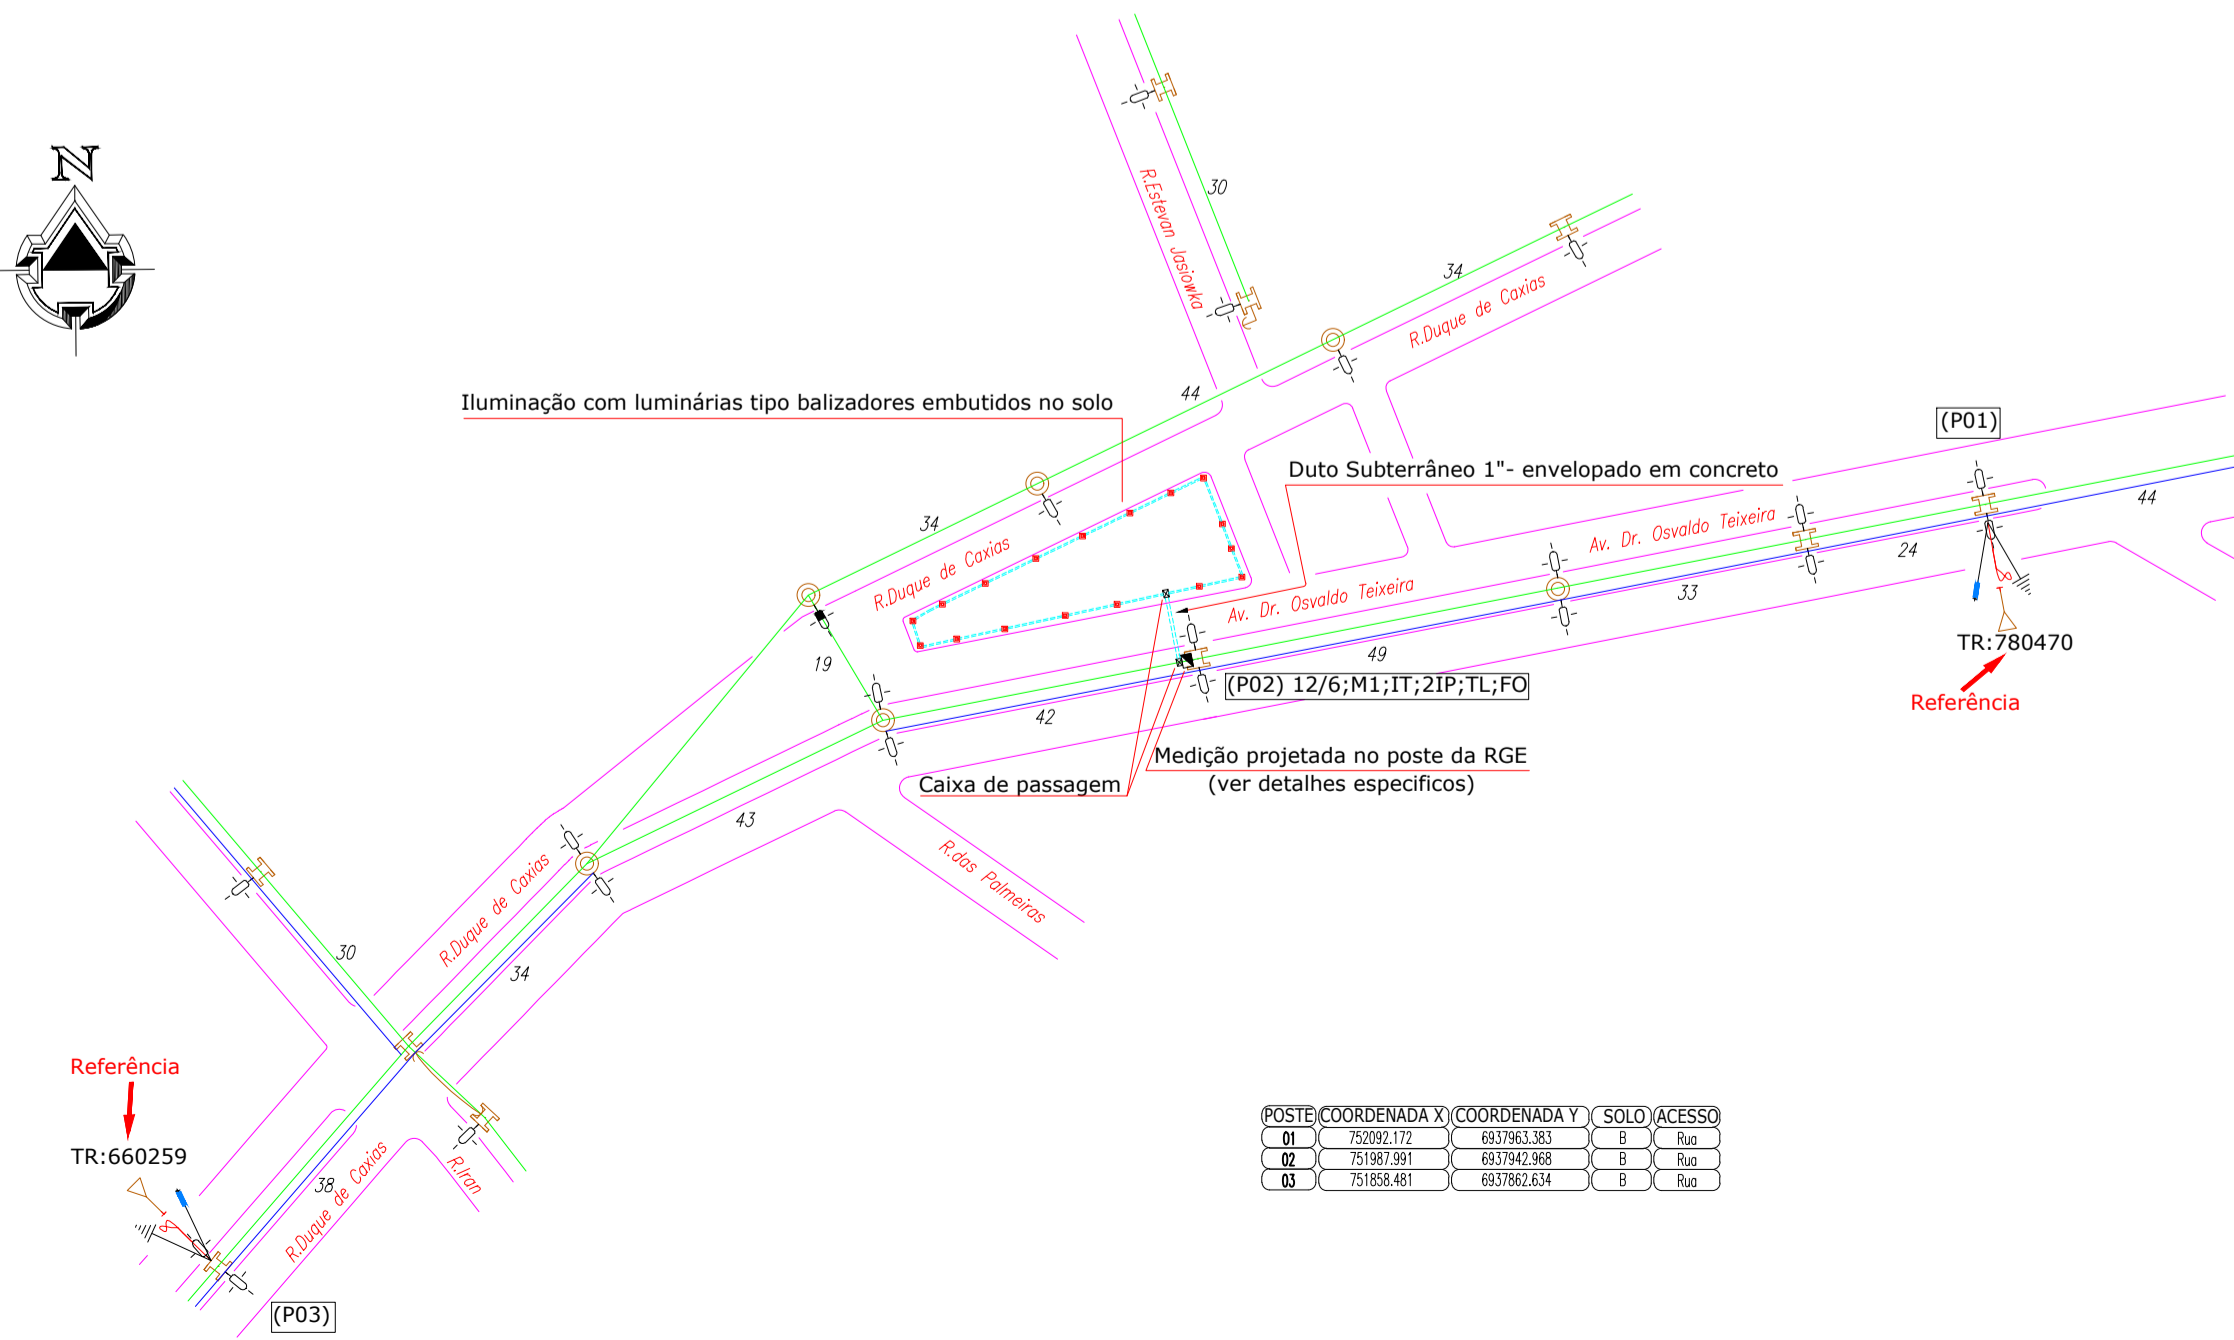 N
R.Estevan Jasiowka
30
34
R.Duque de Caxias
44
Iluminação com luminárias tipo balizadores embutidos no solo
(P01)
Duto Subterrâneo 1"- envelopado em concreto
44
34
Av. Dr. Osvaldo Teixeira
24
R.Duque de Caxias
33
Av. Dr. Osvaldo Teixeira
TR:780470
19
49
(P02) 12/6;M1;IT;2IP;TL;FO
Referência
42
Medição projetada no poste da RGE
(ver detalhes especificos)
Caixa de passagem
43
R.das Palmeiras
R.Duque de Caxias
30
34
Referência
TR:660259
R.Iran
38
R.Duque de Caxias
(P03)
POSTE COORDENADA X COORDENADA Y SOLO ACESSO
01 752092.172 6937963.383 B Rua
02 751987.991 6937942.968 B Rua
03 751858.481 6937862.634 B Rua